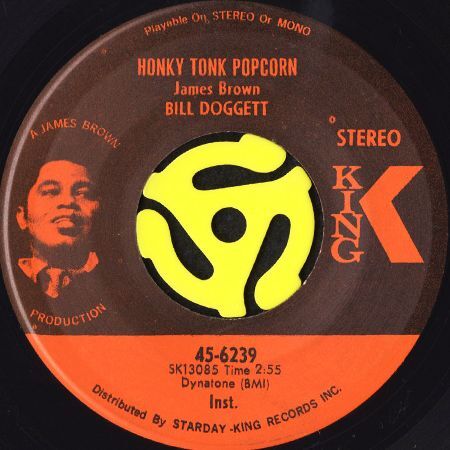 Playable On STEREO Or MONO
HONKY TONK POPCORN
James Brown
BILL DOGGETT
A JAMES BROWN
PRODUCTION
STEREO
KING
45-6239
SK13085 Time 2:55
Dynatone (BMI)
Inst.
Distributed By STARDAY-KING RECORDS INC.